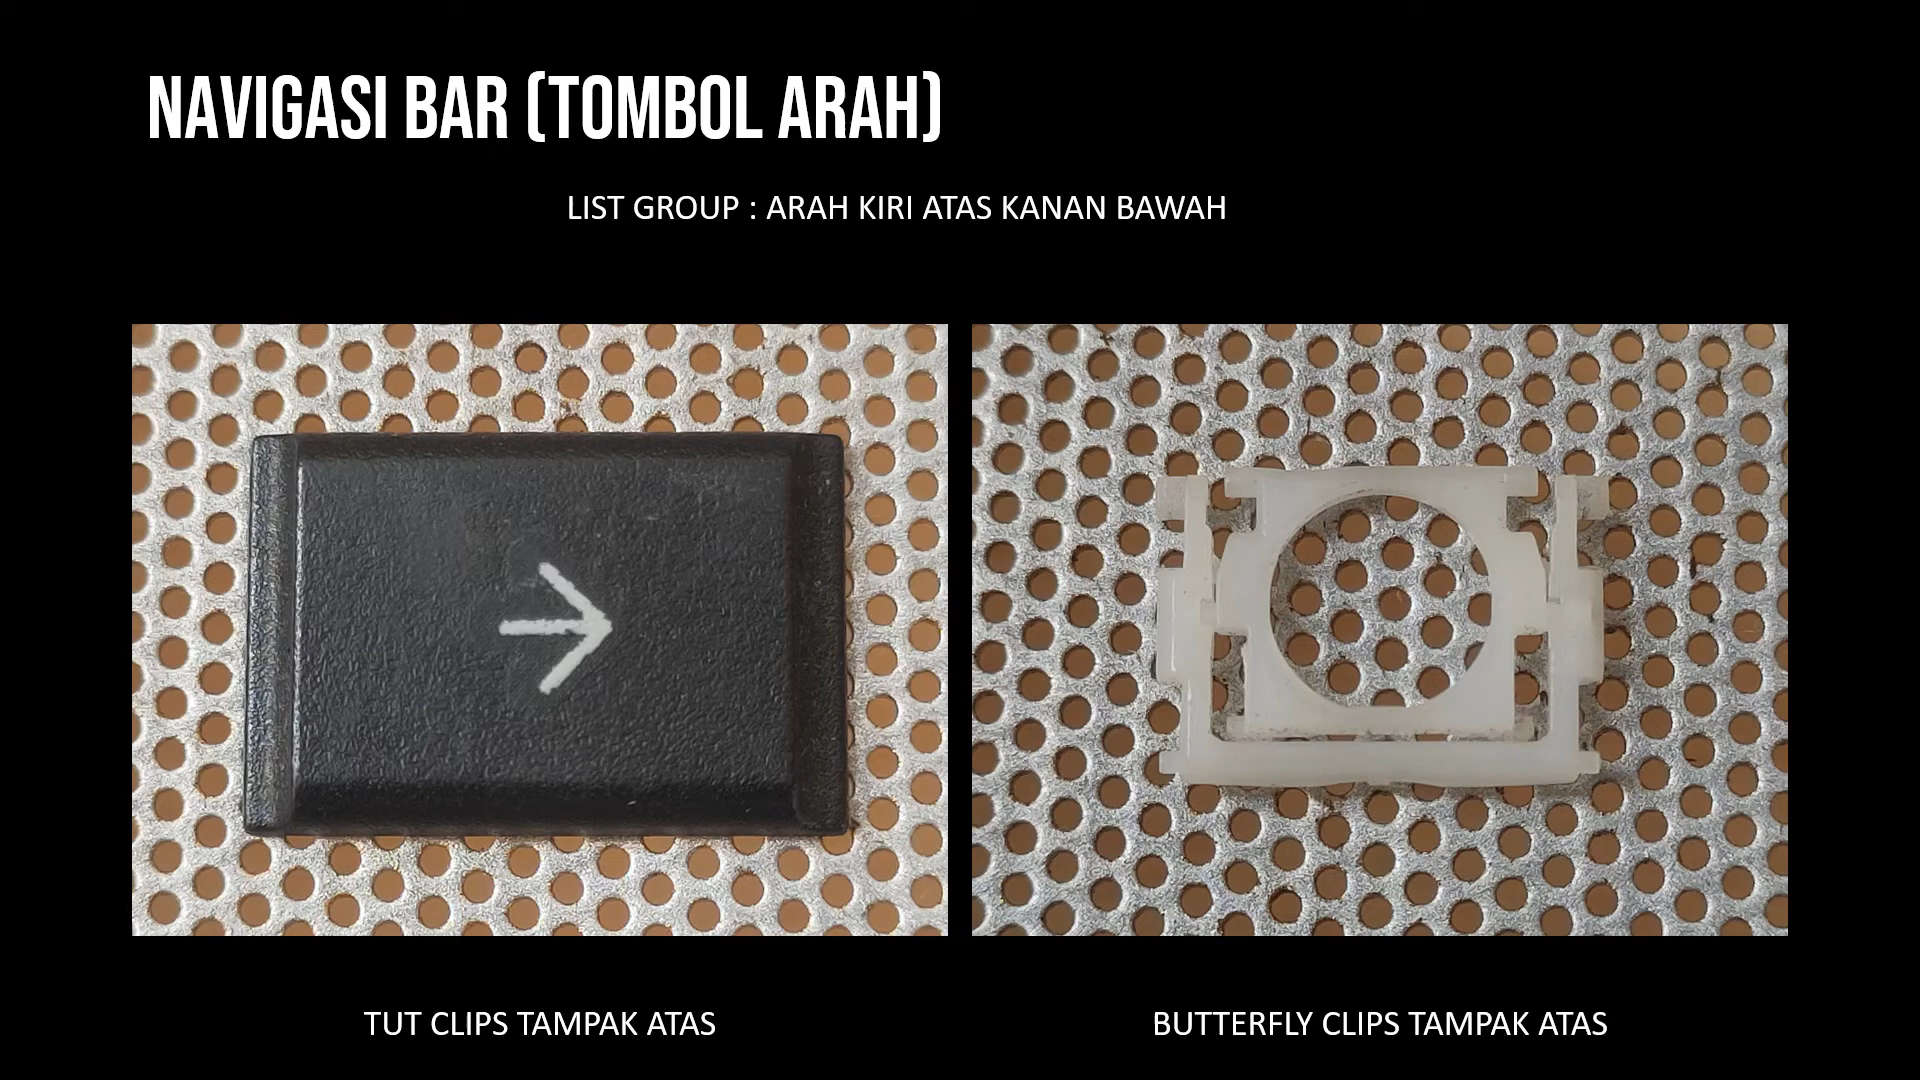 NAVIGASI BAR (TOMBOL ARAH)
LIST GROUP : ARAH KIRI ATAS KANAN BAWAH
TUT CLIPS TAMPAK ATAS
BUTTERFLY CLIPS TAMPAK ATAS